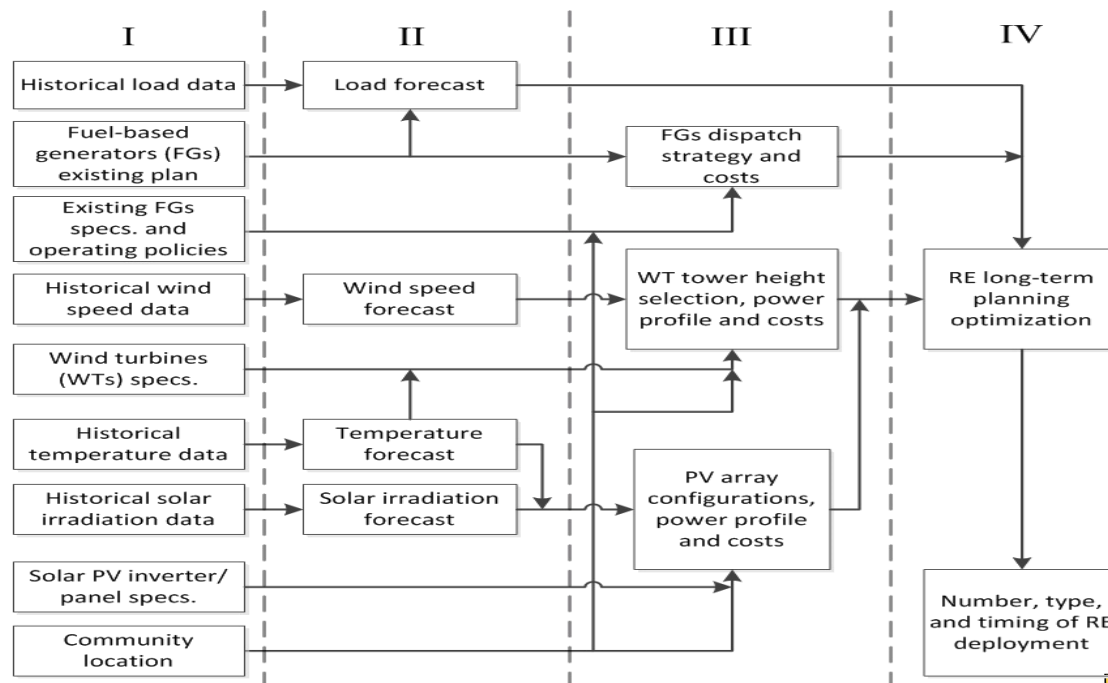 I
II
III
IV
Historical load data
Load forecast
Fuel-based
generators (FGs)
existing plan
FGs dispatch
strategy and
costs
Existing FGs
specs. and
operating policies
Historical wind
speed data
Wind speed
forecast
WT tower height
selection, power
profile and costs
RE long-term
planning
optimization
Wind turbines
(WTs) specs.
Historical
temperature data
Temperature
forecast
Historical solar
irradiation data
Solar irradiation
forecast
PV array
configurations,
power profile
and costs
Solar PV inverter/
panel specs.
Community
location
Number, type,
and timing of RE
deployment